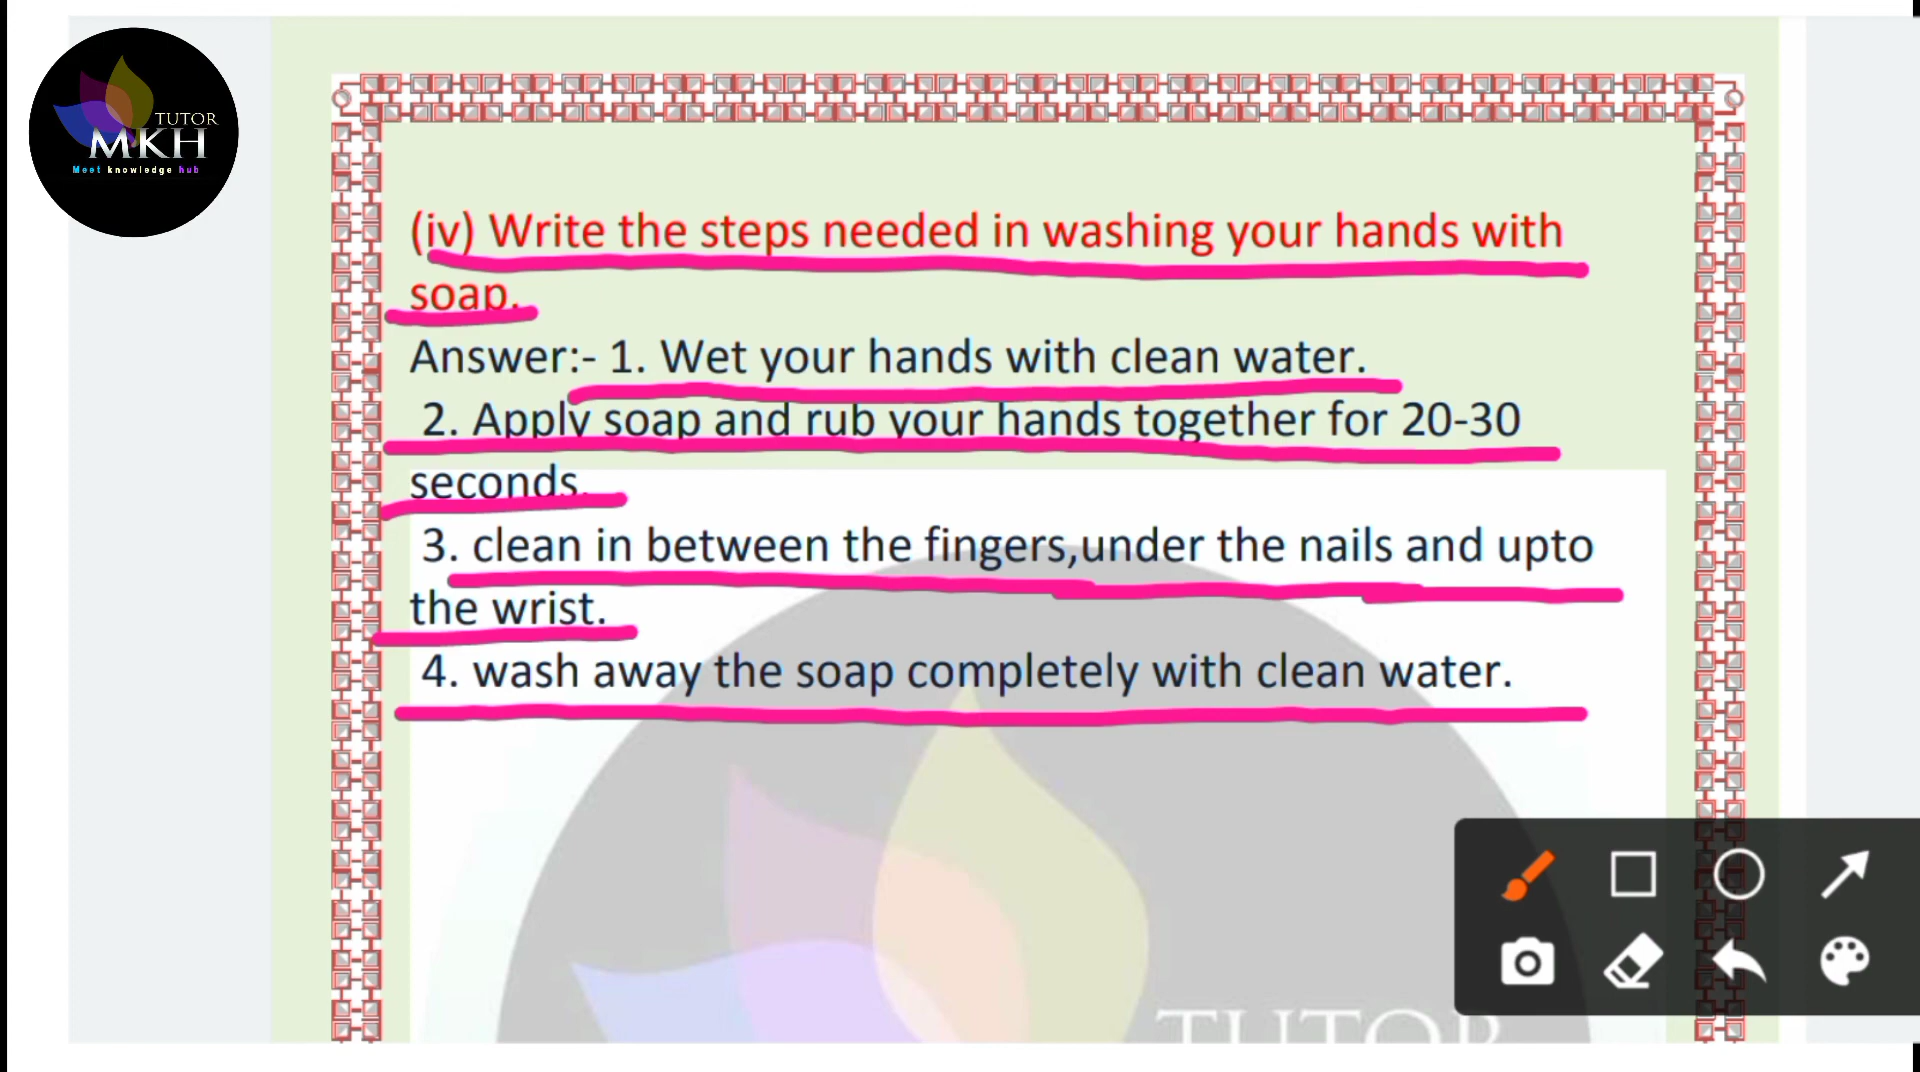 TUTOR
MKH
Meet knowledge hub
(iv) Write the steps needed in washing your hands with
soap.
Answer:- 1. Wet your hands with clean water.
2. Apply soap and rub your hands together for 20-30
seconds.
3. clean in between the fingers,under the nails and upto
the wrist.
4. wash away the soap completely with clean water.
TUTOR